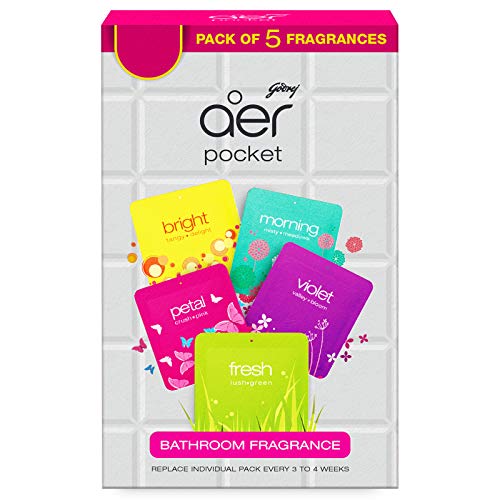 PACK OF 5 FRAGRANCES
Godrej
aer
pocket
bright
tangy • delight
morning
misty • meadows
petal
crush • pink
violet
valley • bloom
fresh
lush • green
BATHROOM FRAGRANCE
REPLACE INDIVIDUAL PACK EVERY 3 TO 4 WEEKS